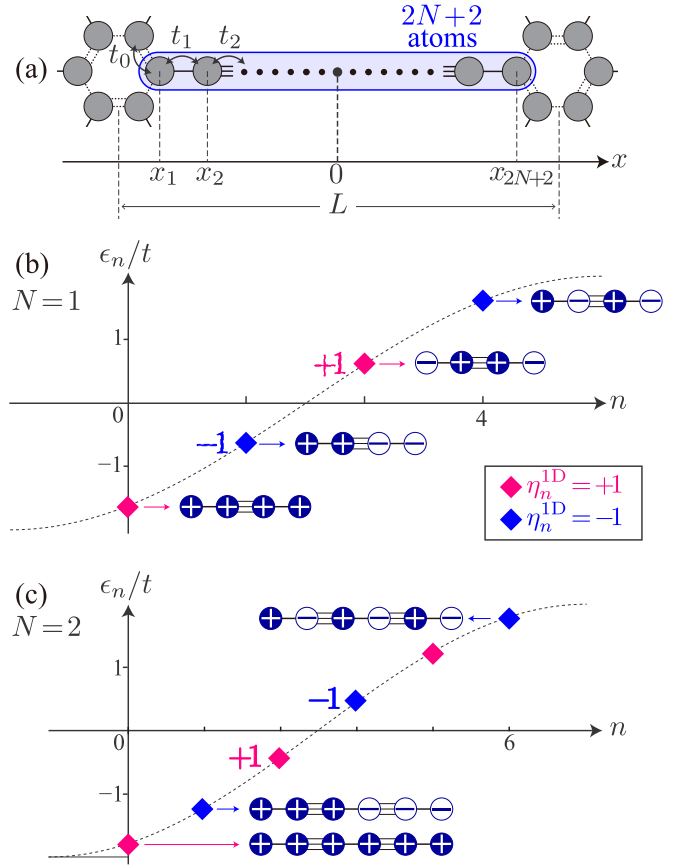 2N+2
atoms
(a)
t₀
t₁
t₂
x₁
x₂
0
x₂N₊₂
x
L
(b)
ϵₙ/t
N=1
1
+1
0
4
n
−1
−1
ηₙ¹ᴰ=+1
ηₙ¹ᴰ=−1
(c)
ϵₙ/t
N=2
1
−1
0
6
n
+1
−1